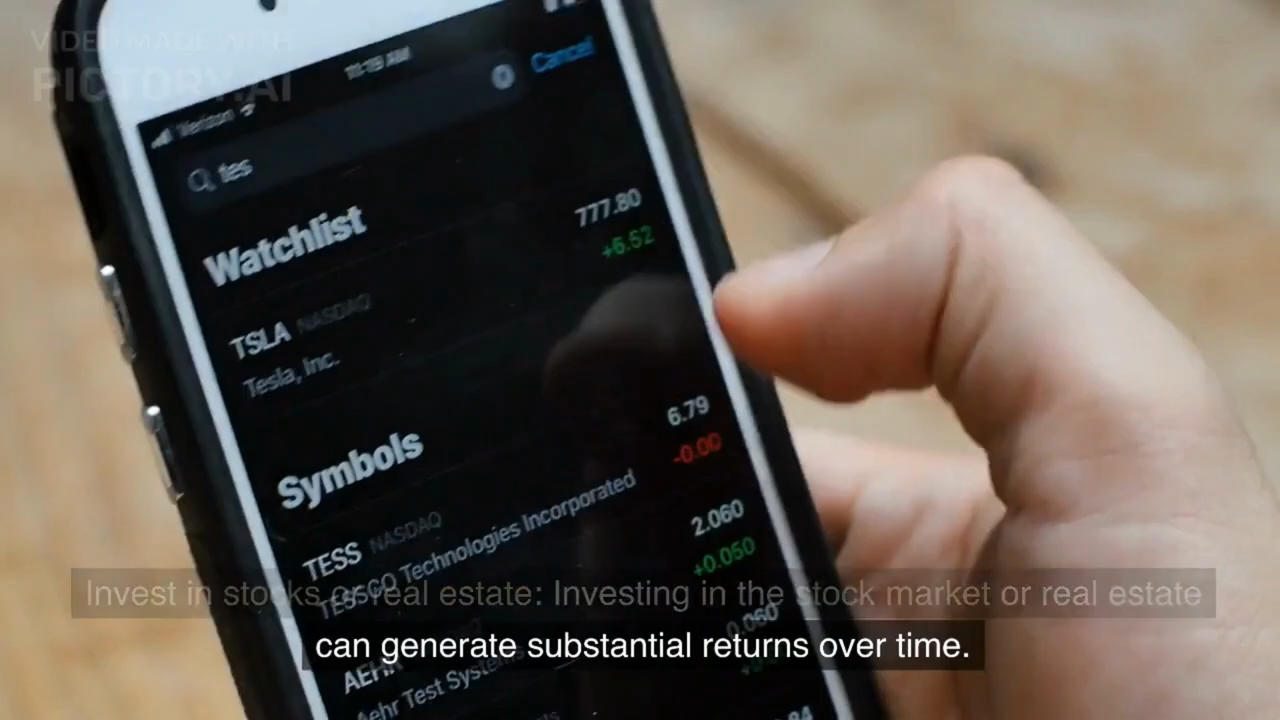 VIDEO MADE WITH
PICTORY.AI
11:19 AM
Verizon
tes
Cancel
Watchlist
777.80
+6.52
TSLA NASDAQ
Tesla, Inc.
Symbols
6.79
-0.00
TESS NASDAQ
TESSCO Technologies Incorporated
2.060
+0.050
Invest in stocks or real estate: Investing in the stock market or real estate
can generate substantial returns over time.
0.060
AEHR
Aehr Test Systems